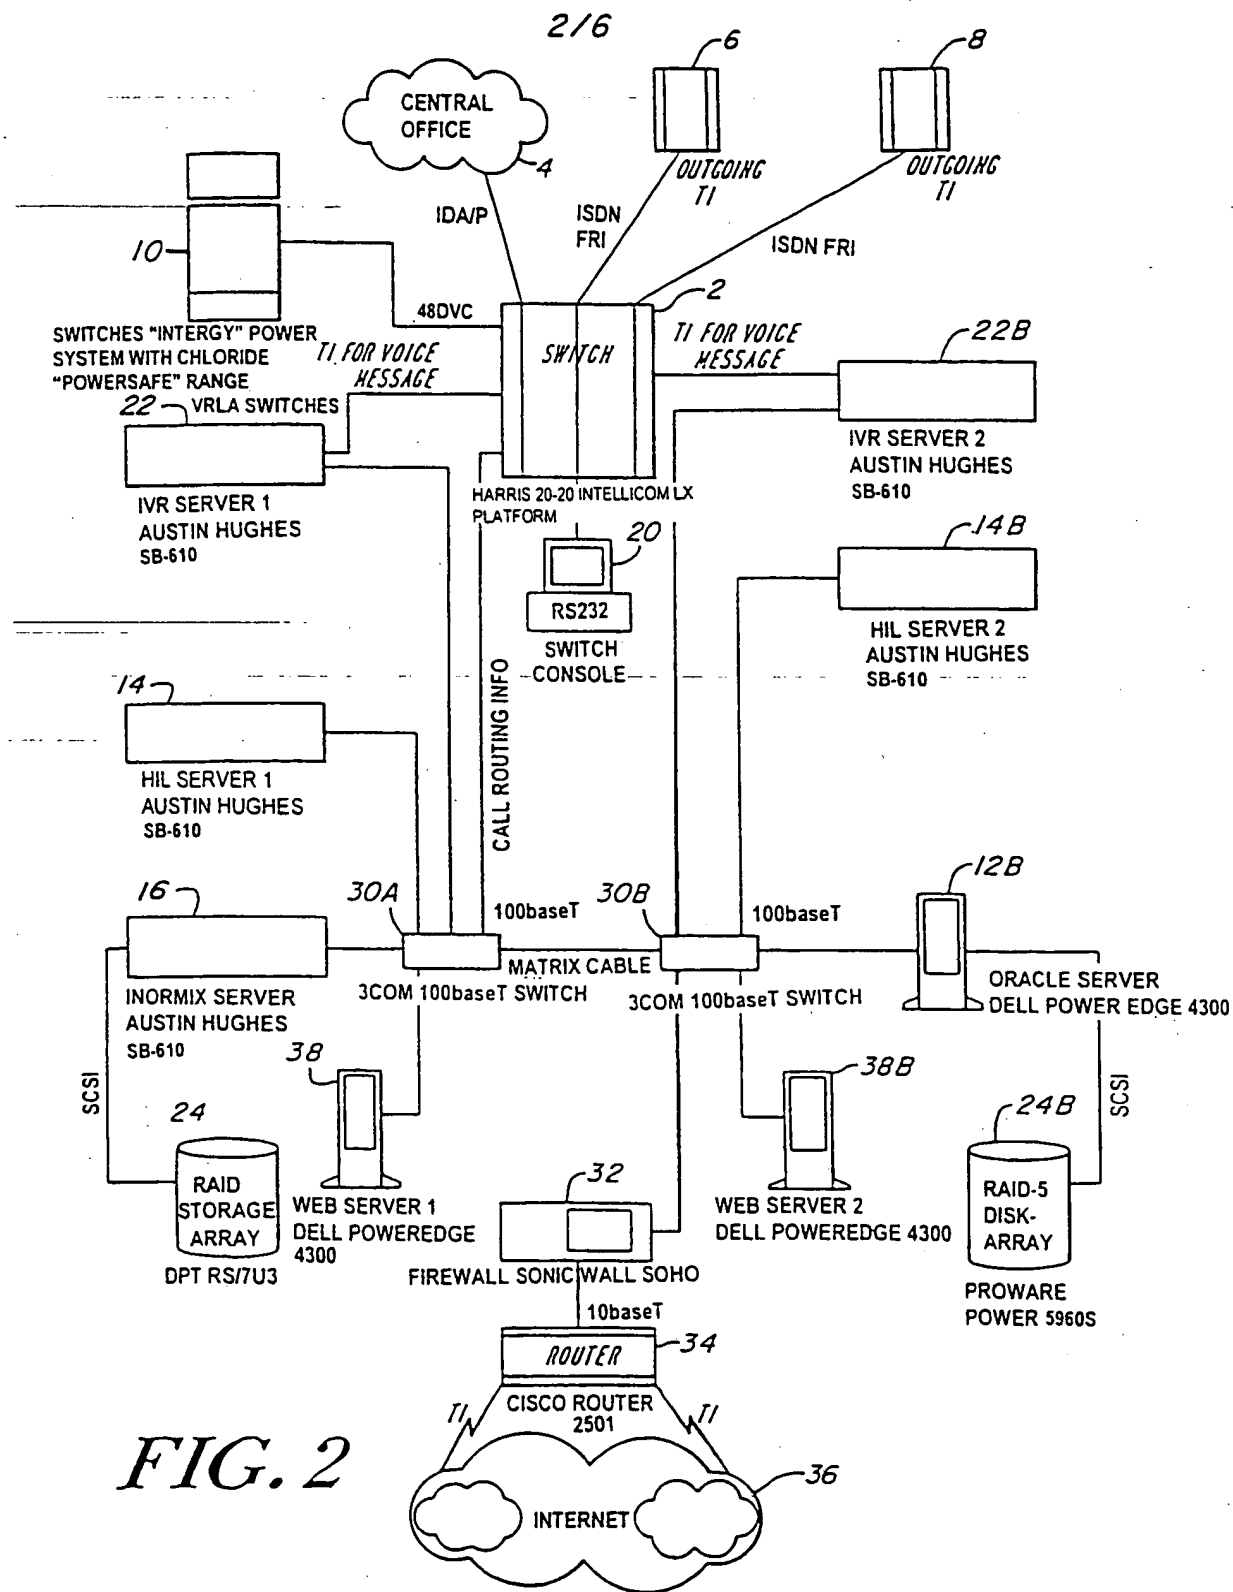 2/6
6
8
CENTRAL
OFFICE
4
OUTGOING
T1
OUTGOING
T1
IDA/P
ISDN
FRI
ISDN FRI
10
2
48DVC
SWITCHES "INTERGY" POWER
SYSTEM WITH CHLORIDE
"POWERSAFE" RANGE
VRLA SWITCHES
T1 FOR VOICE
MESSAGE
SWITCH
T1 FOR VOICE
MESSAGE
22B
22
IVR SERVER 1
AUSTIN HUGHES
SB-610
IVR SERVER 2
AUSTIN HUGHES
SB-610
HARRIS 20-20 INTELLICOM LX
PLATFORM
20
14B
RS232
SWITCH
CONSOLE
HIL SERVER 2
AUSTIN HUGHES
SB-610
14
CALL ROUTING INFO
HIL SERVER 1
AUSTIN HUGHES
SB-610
16
30A
30B
12B
100baseT
100baseT
MATRIX CABLE
INORMIX SERVER
AUSTIN HUGHES
SB-610
3COM 100baseT SWITCH
3COM 100baseT SWITCH
ORACLE SERVER
DELL POWER EDGE 4300
SCSI
38
38B
SCSI
24
24B
RAID
STORAGE
ARRAY
DPT RS/7U3
WEB SERVER 1
DELL POWEREDGE
4300
32
WEB SERVER 2
DELL POWEREDGE 4300
RAID-5
DISK-
ARRAY
PROWARE
POWER 5960S
FIREWALL SONIC WALL SOHO
10baseT
ROUTER
34
CISCO ROUTER
2501
T1
T1
FIG. 2
36
INTERNET